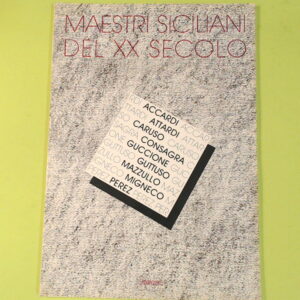 MAESTRI SICILIANI
DEL XX SECOLO
ACCARDI
ATTARDI
CARUSO
CONSAGRA
GUCCIONE
GUTTUSO
MAZZULLO
MIGNECO
PEREZ